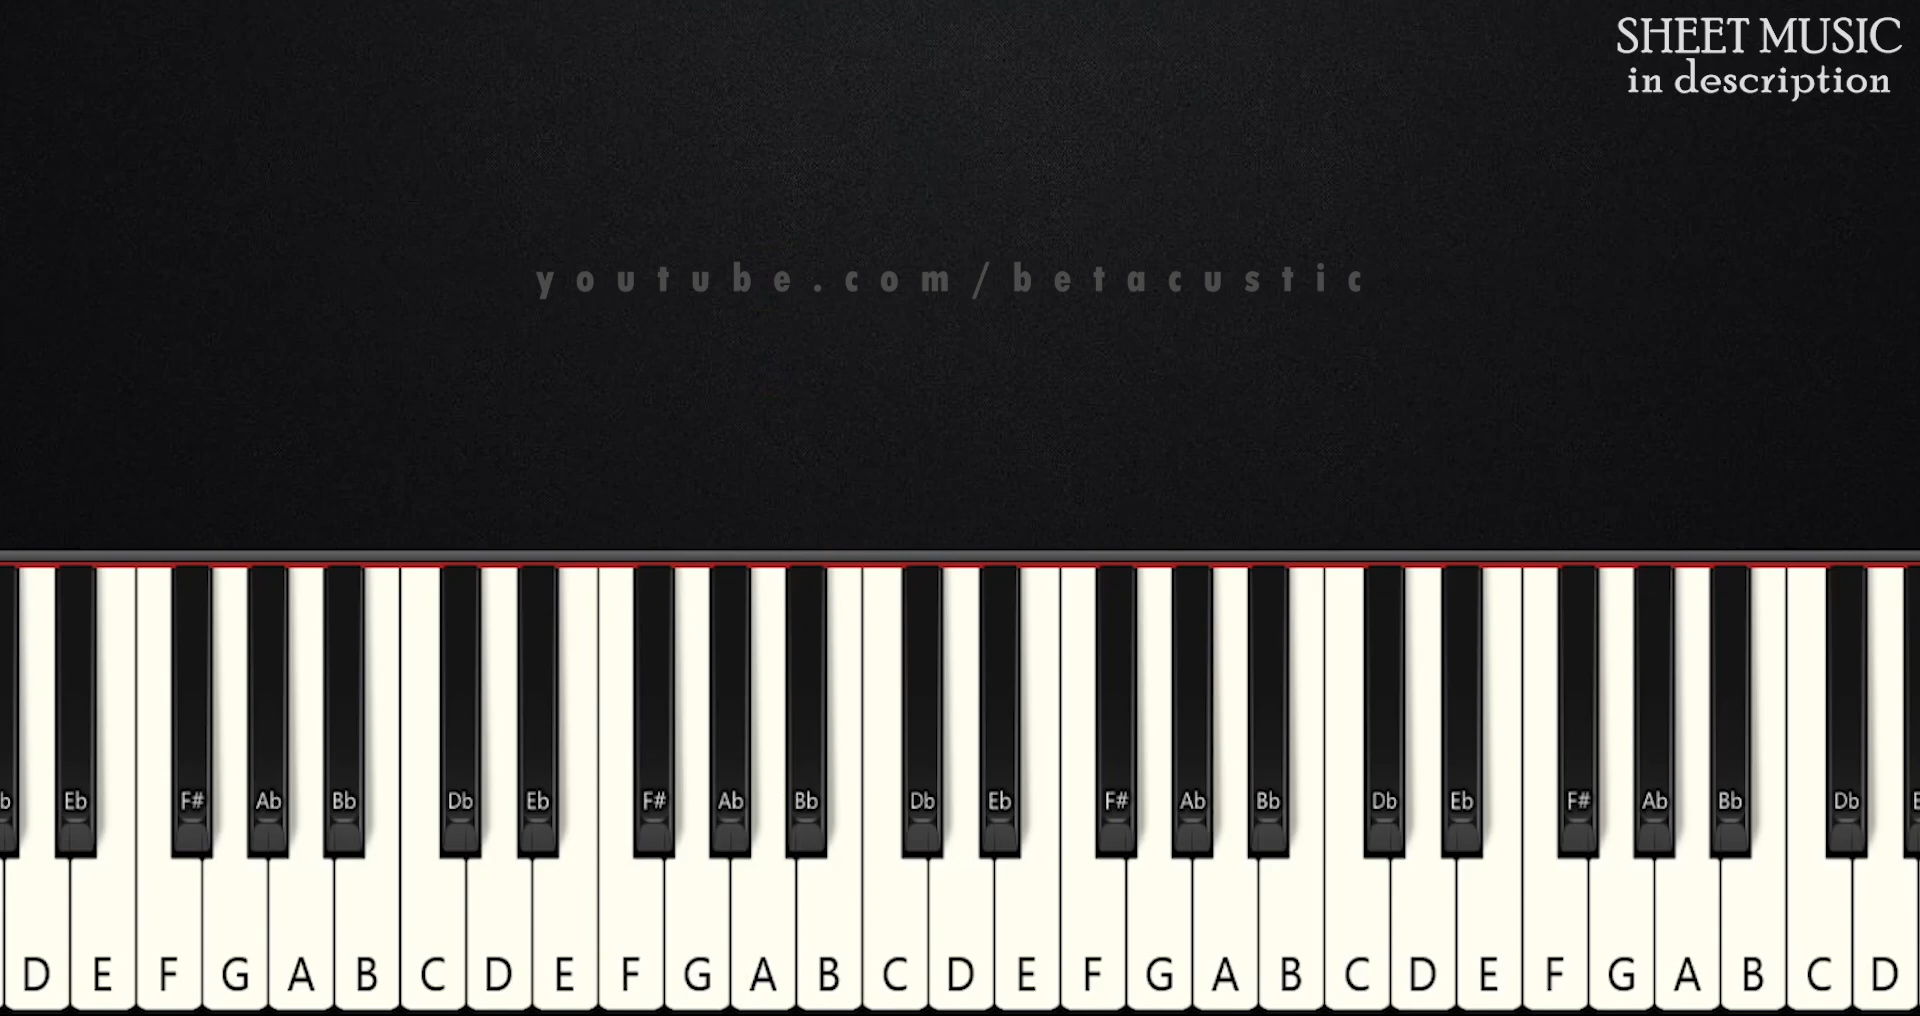 SHEET MUSIC
in description
youtube.com/betacustic
Eb F# Ab Bb Db Eb F# Ab Bb Db Eb F# Ab Bb Db Eb F# Ab Bb Db
D E F G A B C D E F G A B C D E F G A B C D E F G A B C D